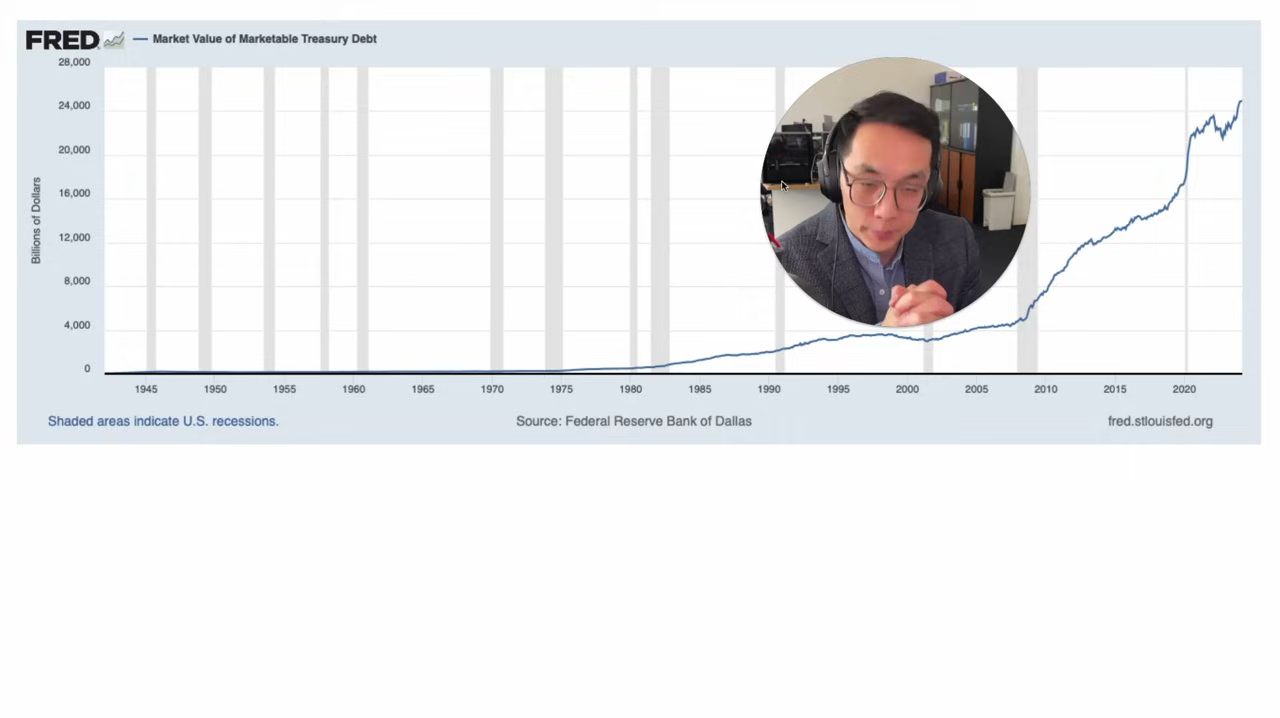 FRED Market Value of Marketable Treasury Debt
28,000
24,000
20,000
16,000
12,000
8,000
4,000
0
Billions of Dollars
1945 1950 1955 1960 1965 1970 1975 1980 1985 1990 1995 2000 2005 2010 2015 2020
Shaded areas indicate U.S. recessions. Source: Federal Reserve Bank of Dallas fred.stlouisfed.org